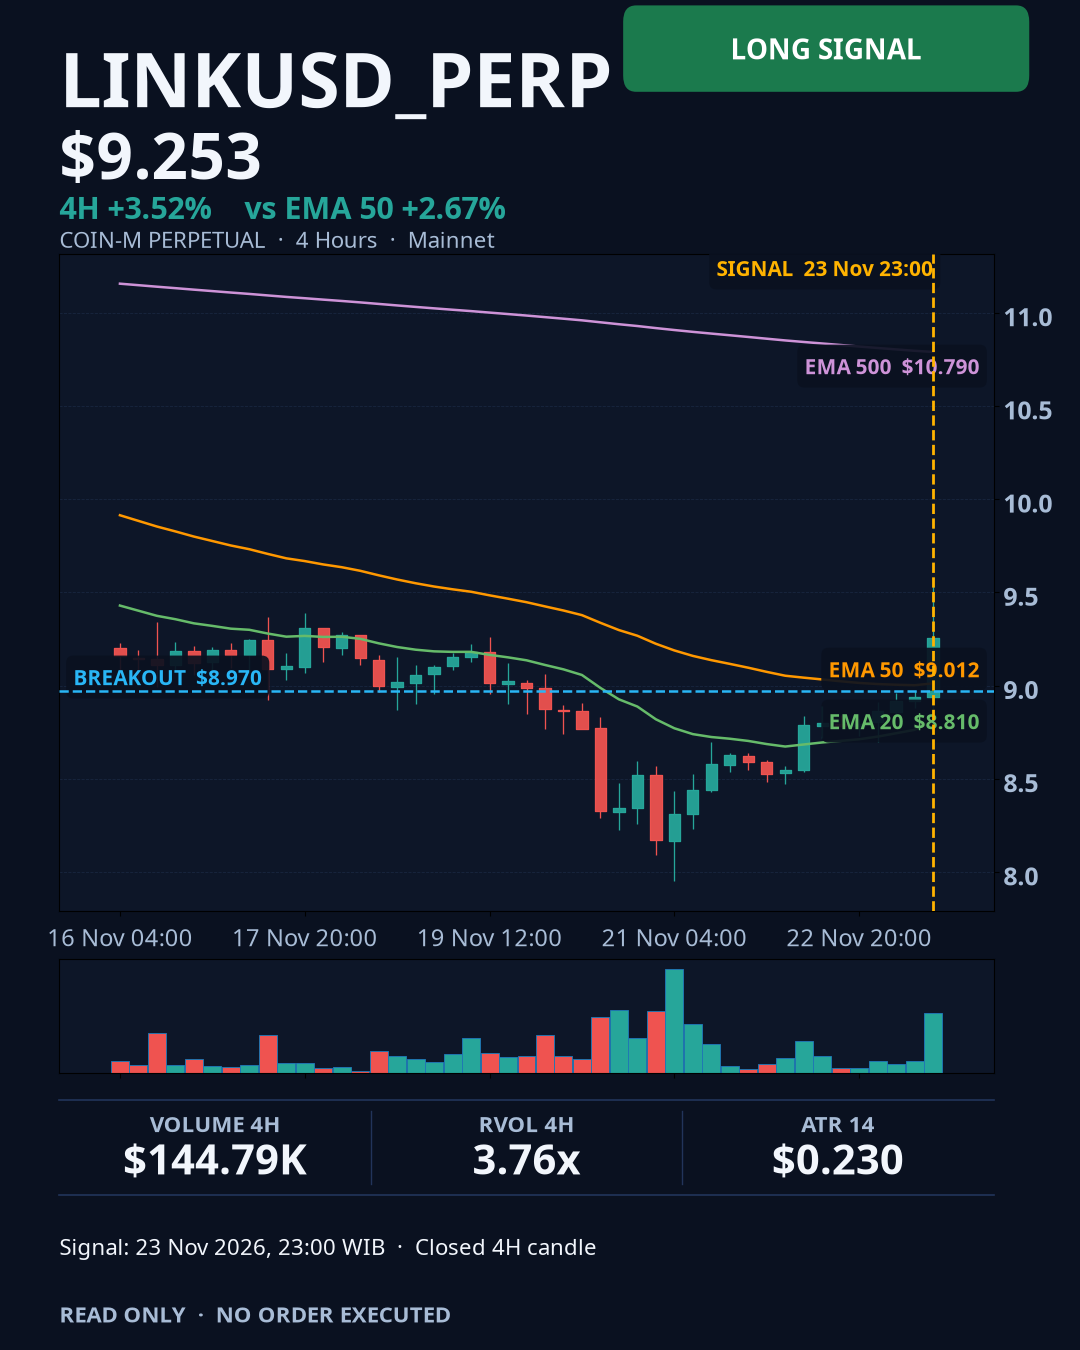 LINKUSD_PERP
LONG SIGNAL
$9.253
4H +3.52% vs EMA 50 +2.67%
COIN-M PERPETUAL · 4 Hours · Mainnet
SIGNAL 23 Nov 23:00
11.0
EMA 500 $10.790
10.5
10.0
9.5
EMA 50 $9.012
BREAKOUT $8.970
9.0
EMA 20 $8.810
8.5
8.0
16 Nov 04:00 17 Nov 20:00 19 Nov 12:00 21 Nov 04:00 22 Nov 20:00
VOLUME 4H
$144.79K
RVOL 4H
3.76x
ATR 14
$0.230
Signal: 23 Nov 2026, 23:00 WIB · Closed 4H candle
READ ONLY · NO ORDER EXECUTED